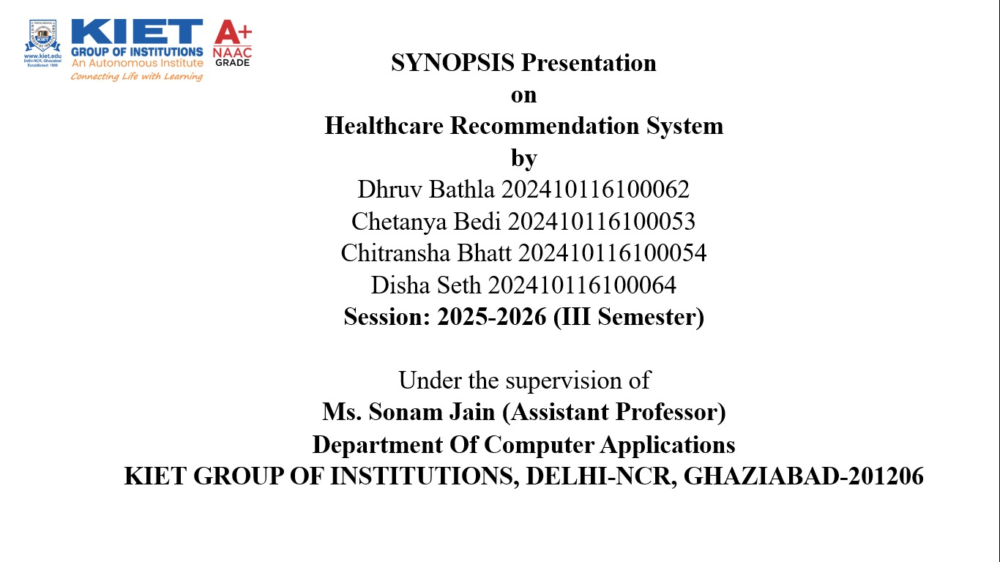 KIET
www.kiet.edu
Delhi-NCR, Ghaziabad
Established: 1998
KIET
GROUP OF INSTITUTIONS
An Autonomous Institute
Connecting Life with Learning
A+
NAAC
GRADE
SYNOPSIS Presentation
on
Healthcare Recommendation System
by
Dhruv Bathla 202410116100062
Chetanya Bedi 202410116100053
Chitransha Bhatt 202410116100054
Disha Seth 202410116100064
Session: 2025-2026 (III Semester)
Under the supervision of
Ms. Sonam Jain (Assistant Professor)
Department Of Computer Applications
KIET GROUP OF INSTITUTIONS, DELHI-NCR, GHAZIABAD-201206